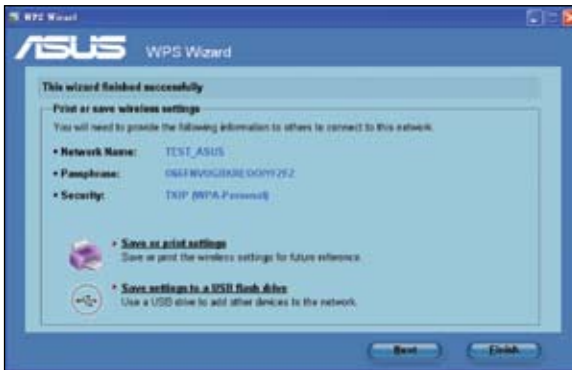 WPS Wizard
ASUS WPS Wizard
This wizard finished successfully
Print or save wireless settings
You will need to provide the following information to others to connect to this network.
• Network Name: TEST_ASUS
• Passphrase:
• Security: TKIP (WPA-Personal)
Save or print settings
Save or print the wireless settings for future reference.
Save settings to a USB flash drive
Use a USB drive to add other devices to the network.
Next Finish